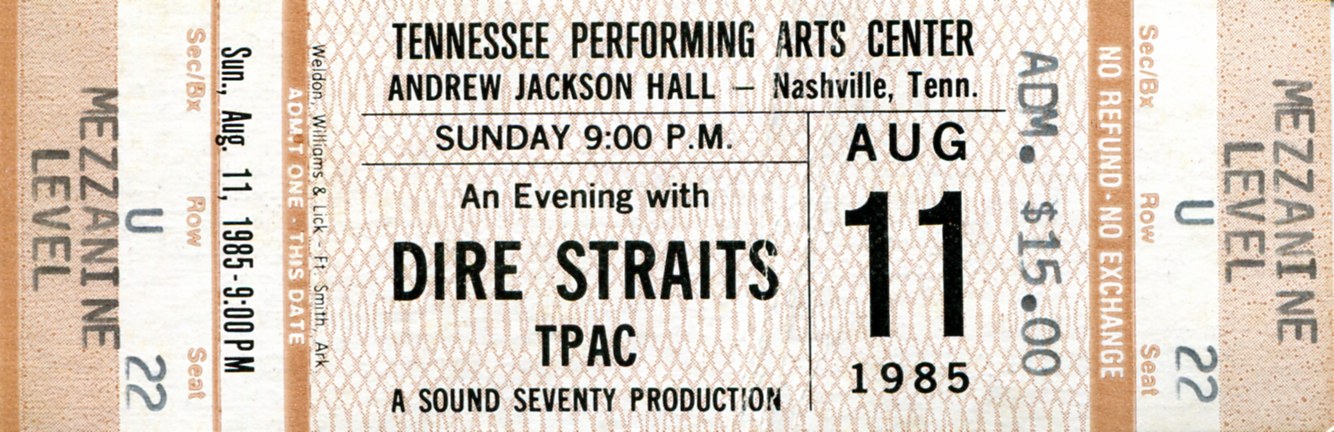 MEZZANINE
LEVEL
Sec/Bx Row Seat
U 22
Sun., Aug. 11, 1985-9:00PM
ADMIT ONE · THIS DATE
Weldon, Williams & Lick - Ft. Smith, Ark
TENNESSEE PERFORMING ARTS CENTER
ANDREW JACKSON HALL — Nashville, Tenn.
SUNDAY 9:00 P.M.
An Evening with
DIRE STRAITS
TPAC
A SOUND SEVENTY PRODUCTION
AUG
11
1985
ADM. $15.00
NO REFUND · NO EXCHANGE
Sec/Bx Row Seat
U 22
MEZZANINE
LEVEL